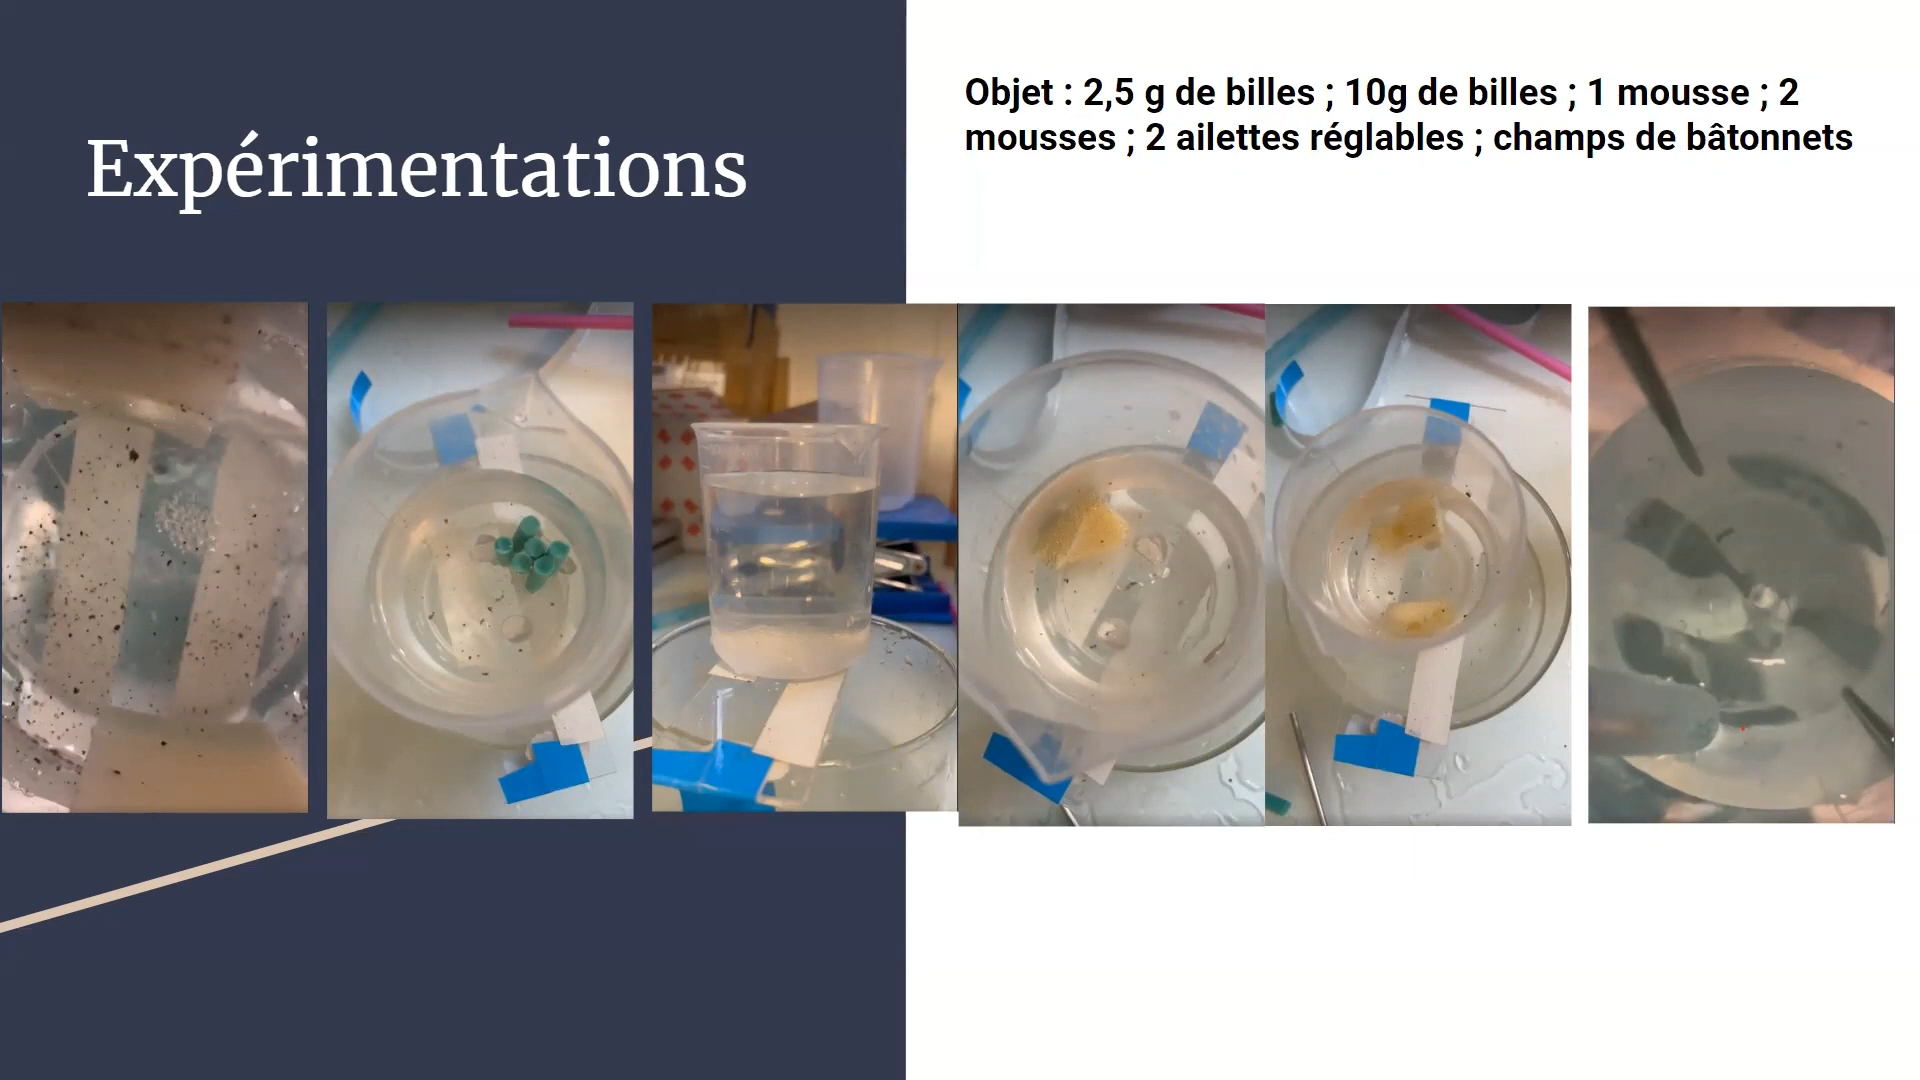 Expérimentations
Objet : 2,5 g de billes ; 10g de billes ; 1 mousse ; 2
mousses ; 2 ailettes réglables ; champs de bâtonnets